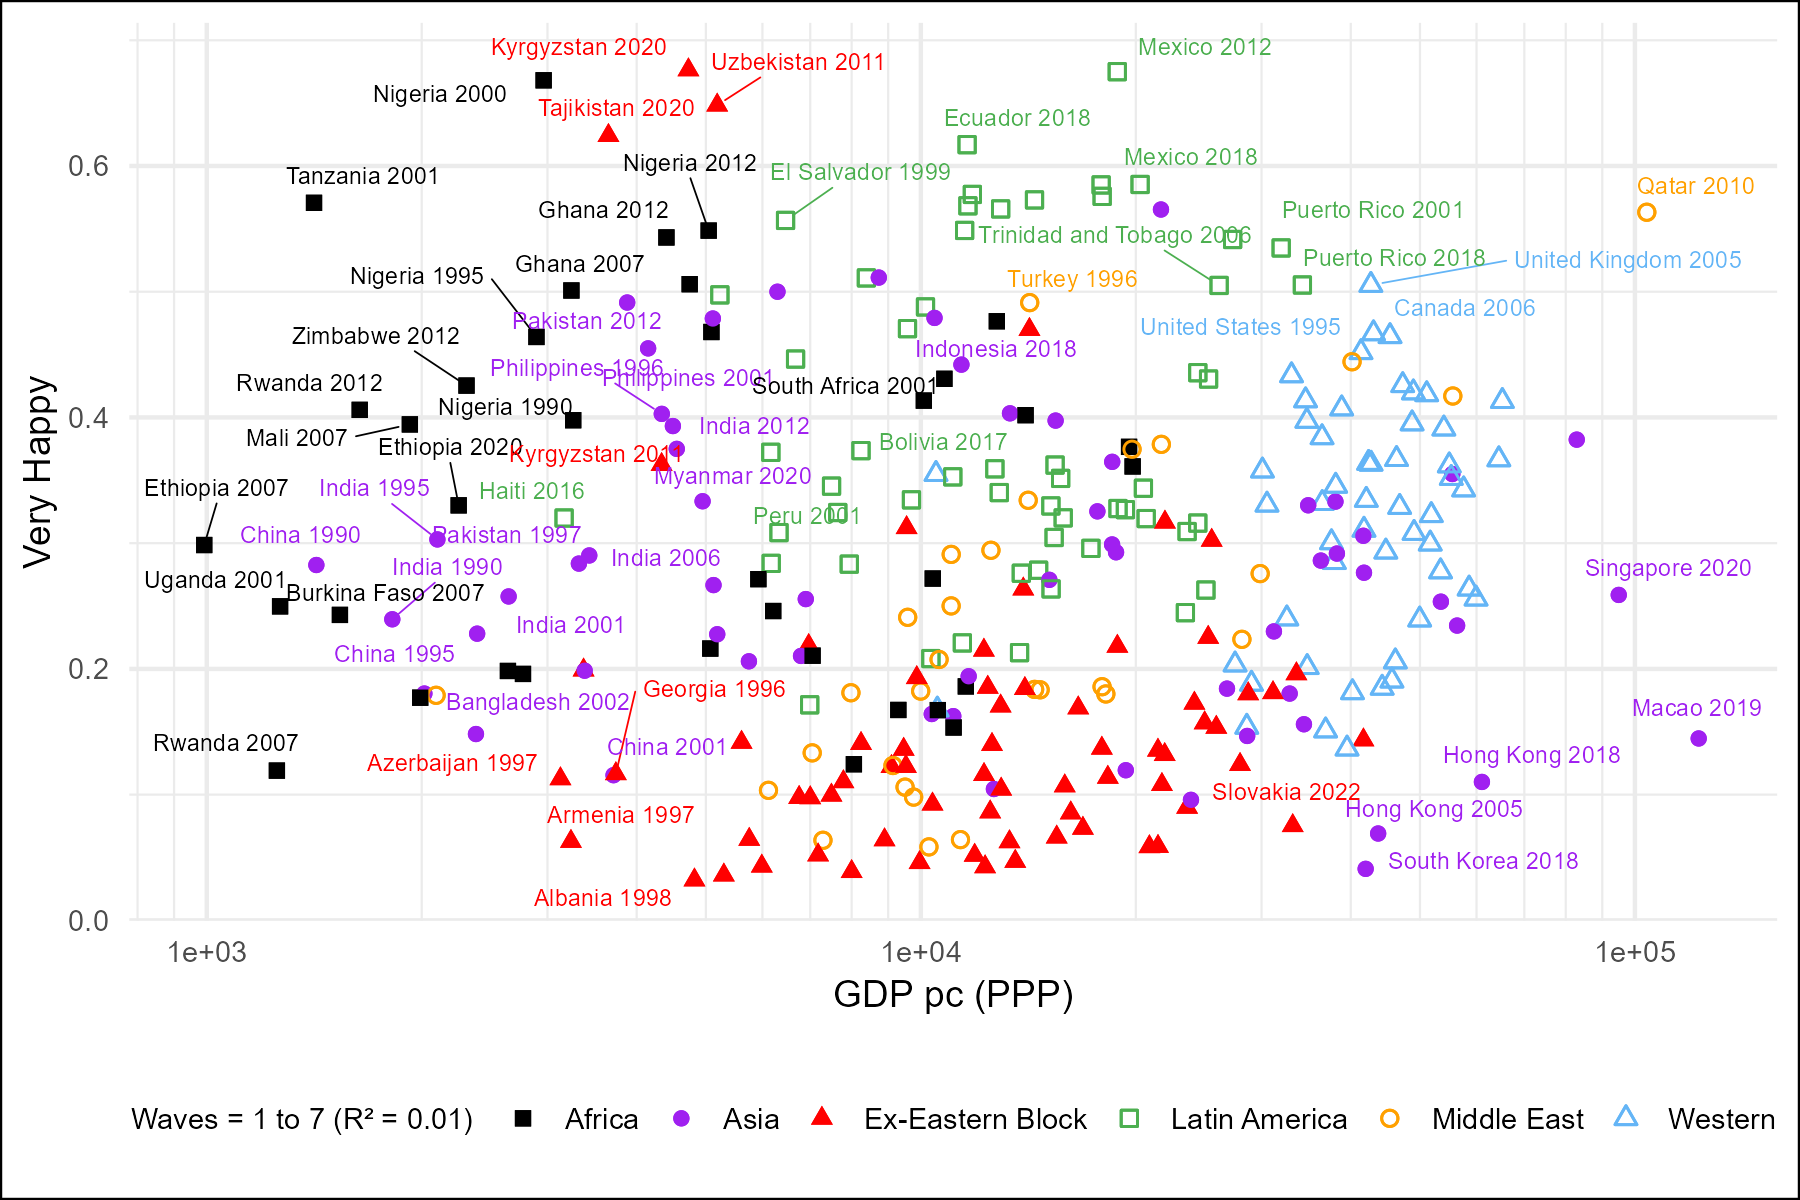 Kyrgyzstan 2020
Mexico 2012
Uzbekistan 2011
Nigeria 2000
Tajikistan 2020
Ecuador 2018
Nigeria 2012
Mexico 2018
0.6
Tanzania 2001
El Salvador 1999
Qatar 2010
Ghana 2012
Puerto Rico 2001
Trinidad and Tobago 2006
Ghana 2007
Puerto Rico 2018
United Kingdom 2005
Nigeria 1995
Turkey 1996
Canada 2006
Pakistan 2012
United States 1995
Zimbabwe 2012
Indonesia 2018
Philippines 1996
Philippines 2001
Rwanda 2012
South Africa 2001
Nigeria 1990
0.4
India 2012
Mali 2007
Bolivia 2017
Ethiopia 2020
Kyrgyzstan 2011
Myanmar 2020
Ethiopia 2007
India 1995
Haiti 2016
Peru 2001
China 1990
Pakistan 1997
India 2006
India 1990
Singapore 2020
Uganda 2001
Burkina Faso 2007
India 2001
China 1995
0.2
Georgia 1996
Bangladesh 2002
Macao 2019
Rwanda 2007
China 2001
Hong Kong 2018
Azerbaijan 1997
Slovakia 2022
Armenia 1997
Hong Kong 2005
South Korea 2018
Albania 1998
0.0
Very Happy
1e+03
1e+04
1e+05
GDP pc (PPP)
Waves = 1 to 7 (R² = 0.01) Africa Asia Ex-Eastern Block Latin America Middle East Western